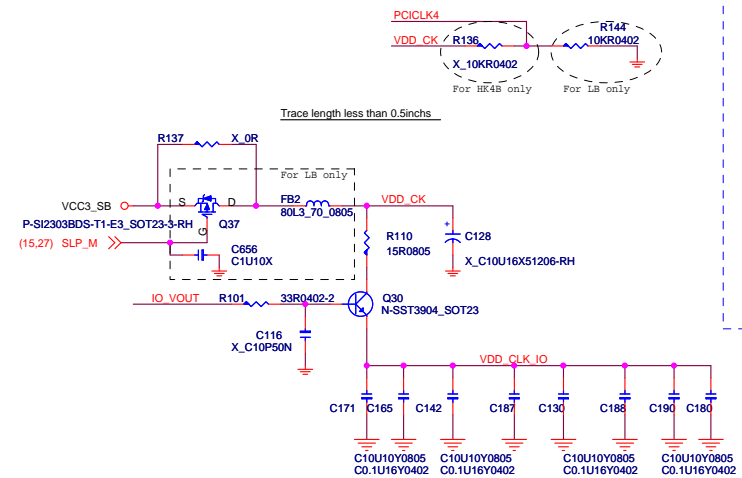 PCICLK4
VDD_CK
R136
X_10KR0402
R144
10KR0402
For HK4B only
For LB only
Trace length less than 0.5inchs
R137
X_0R
For LB only
VCC3_SB
S
D
G
Q37
P-SI2303BDS-T1-E3_SOT23-3-RH
FB2
80L3_70_0805
VDD_CK
(15,27)
SLP_M
C656
C1U10X
R110
15R0805
+
C128
X_C10U16X51206-RH
IO_VOUT
R101
33R0402-2
Q30
N-SST3904_SOT23
C116
X_C10P50N
VDD_CLK_IO
C171
C165
C142
C187
C130
C188
C190
C180
C10U10Y0805
C0.1U16Y0402
C10U10Y0805
C0.1U16Y0402
C10U10Y0805
C0.1U16Y0402
C10U10Y0805
C0.1U16Y0402